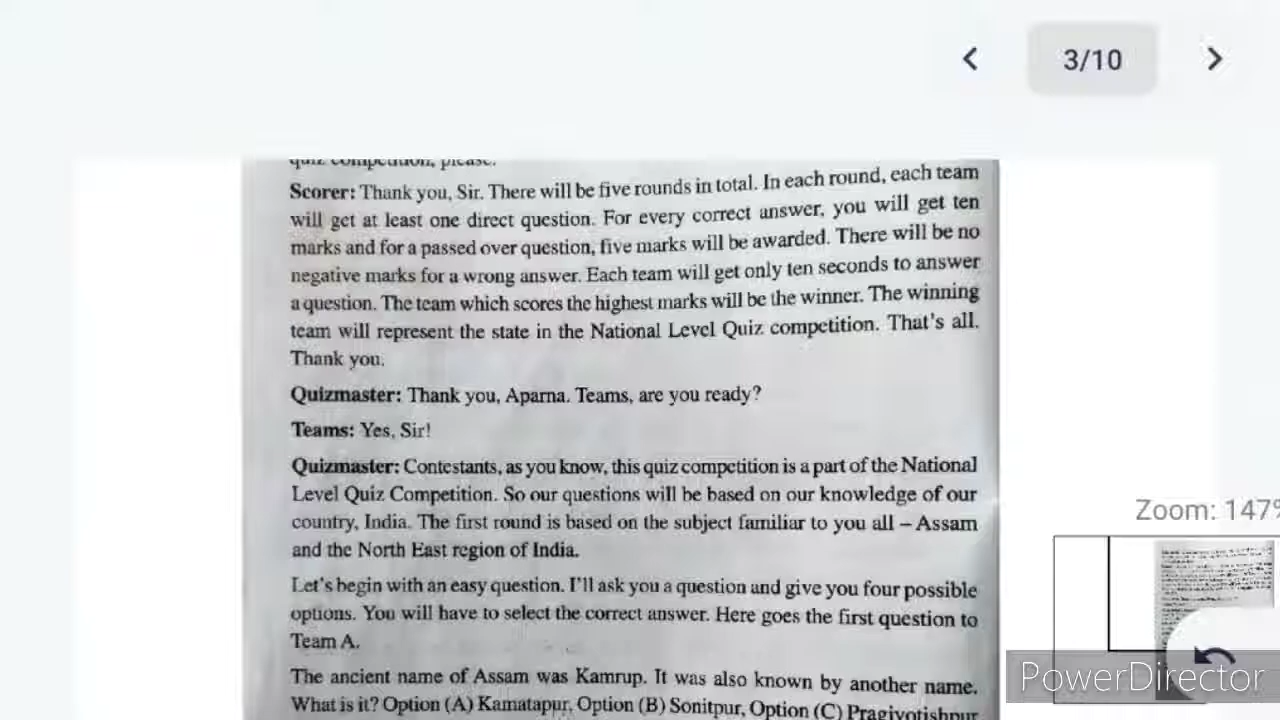 3/10
quiz competition, please.
Scorer: Thank you, Sir. There will be five rounds in total. In each round, each team
will get at least one direct question. For every correct answer, you will get ten
marks and for a passed over question, five marks will be awarded. There will be no
negative marks for a wrong answer. Each team will get only ten seconds to answer
a question. The team which scores the highest marks will be the winner. The winning
team will represent the state in the National Level Quiz competition. That's all.
Thank you.
Quizmaster: Thank you, Aparna. Teams, are you ready?
Teams: Yes, Sir!
Quizmaster: Contestants, as you know, this quiz competition is a part of the National
Level Quiz Competition. So our questions will be based on our knowledge of our
country, India. The first round is based on the subject familiar to you all – Assam
and the North East region of India.
Let's begin with an easy question. I'll ask you a question and give you four possible
options. You will have to select the correct answer. Here goes the first question to
Team A.
The ancient name of Assam was Kamrup. It was also known by another name.
What is it? Option (A) Kamatapur, Option (B) Sonitpur, Option (C) Pragjyotishpur
Zoom: 147%
PowerDirector